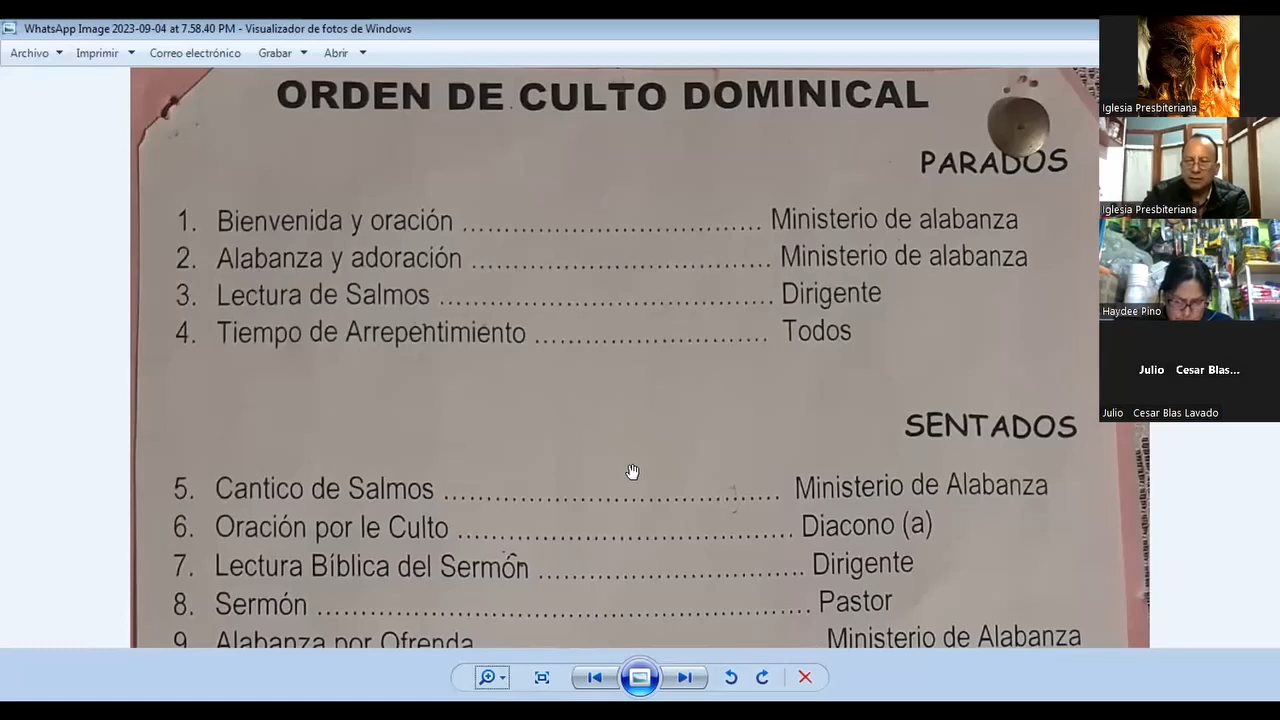 WhatsApp Image 2023-09-04 at 7.58.40 PM - Visualizador de fotos de Windows
Archivo Imprimir Correo electrónico Grabar Abrir
ORDEN DE CULTO DOMINICAL
PARADOS
1. Bienvenida y oración ........................................ Ministerio de alabanza
2. Alabanza y adoración ........................................ Ministerio de alabanza
3. Lectura de Salmos ............................................. Dirigente
4. Tiempo de Arrepentimiento ............................... Todos
SENTADOS
5. Cantico de Salmos ............................................. Ministerio de Alabanza
6. Oración por le Culto ............................................ Diacono (a)
7. Lectura Bíblica del Sermón .................................. Dirigente
8. Sermón ................................................................ Pastor
9. Alabanza por Ofrenda Ministerio de Alabanza
Iglesia Presbiteriana
Iglesia Presbiteriana
Haydee Pino
Julio Cesar Blas...
Julio Cesar Blas Lavado